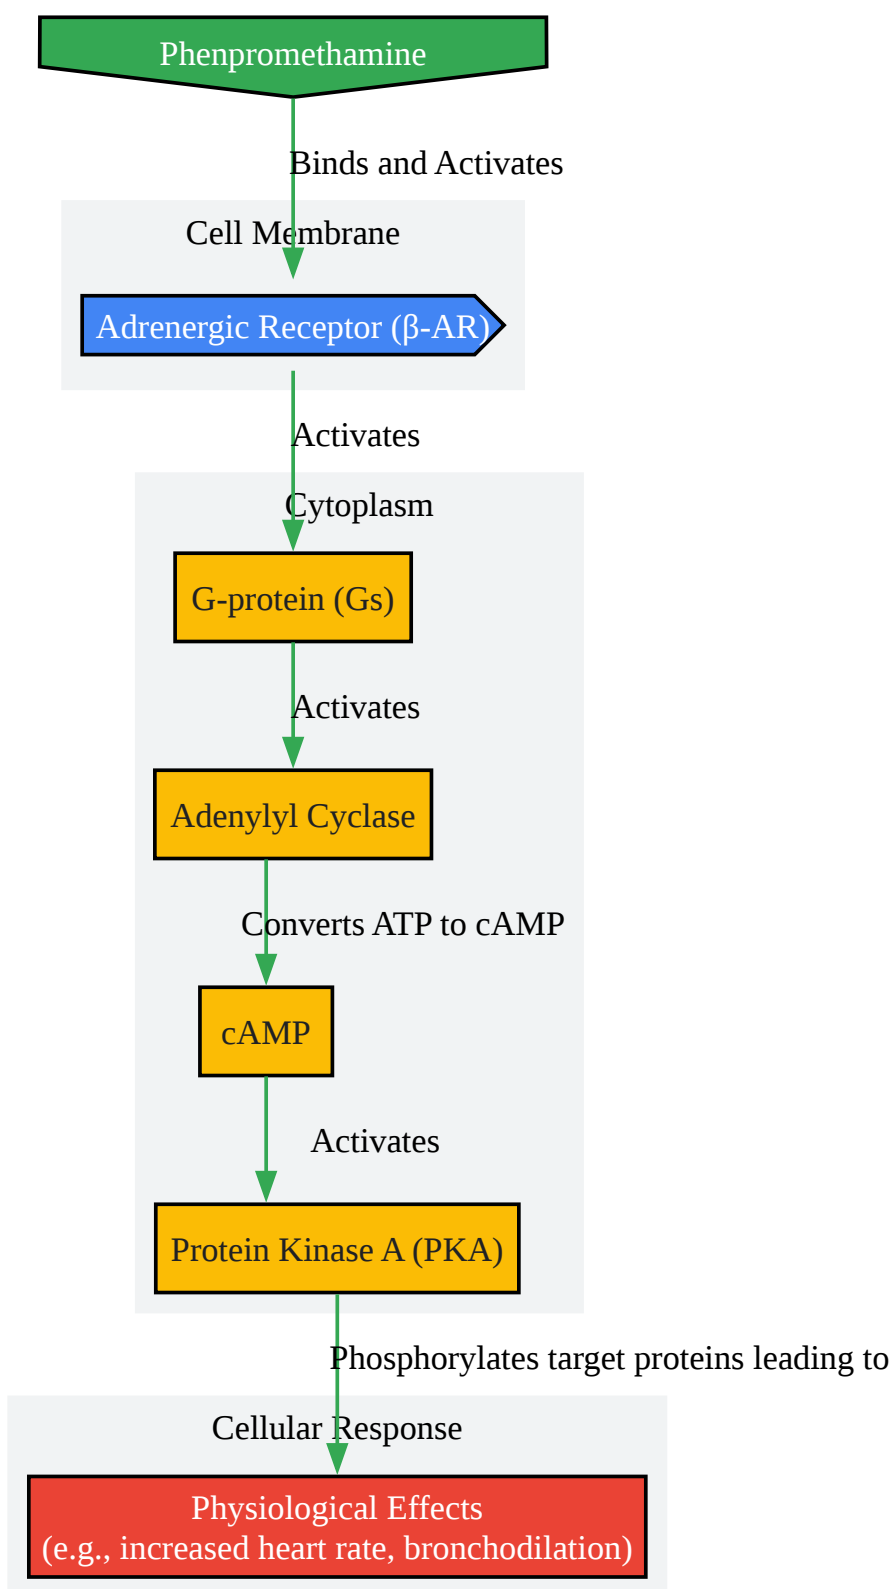 Phenpromethamine
Binds and Activates
Cell Membrane
Adrenergic Receptor (β-AR)
Activates
Cytoplasm
G-protein (Gs)
Activates
Adenylyl Cyclase
Converts ATP to cAMP
cAMP
Activates
Protein Kinase A (PKA)
Phosphorylates target proteins leading to
Cellular Response
Physiological Effects
(e.g., increased heart rate, bronchodilation)